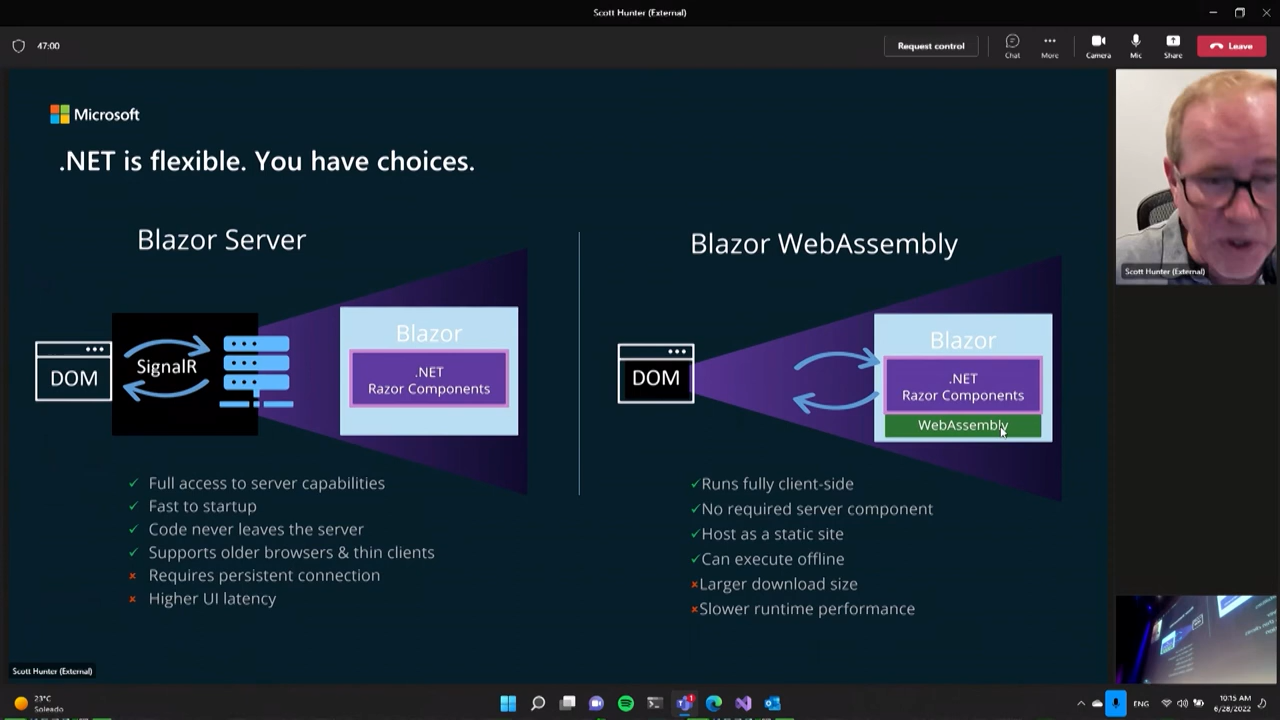 Scott Hunter (External)
47:00
Request control
Chat
More
Camera
Mic
Share
Leave
Microsoft
.NET is flexible. You have choices.
Blazor Server
DOM
SignalR
Blazor
.NET
Razor Components
✓ Full access to server capabilities
✓ Fast to startup
✓ Code never leaves the server
✓ Supports older browsers & thin clients
× Requires persistent connection
× Higher UI latency
Blazor WebAssembly
DOM
Blazor
.NET
Razor Components
WebAssembly
✓Runs fully client-side
✓No required server component
✓Host as a static site
✓Can execute offline
×Larger download size
×Slower runtime performance
Scott Hunter (External)
Scott Hunter (External)
23°C
Soleado
1
ENG
10:15 AM
6/28/2022